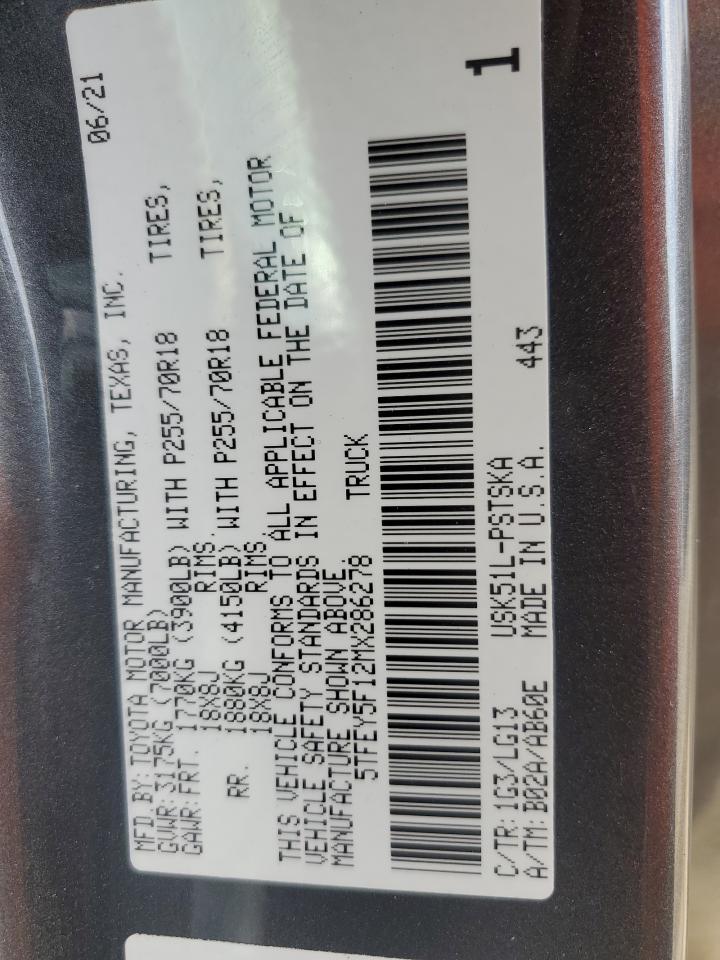 06/21
MFD.BY:TOYOTA MOTOR MANUFACTURING, TEXAS, INC.
GVWR:3175KG (7000LB)
GAWR:FRT. 1770KG (3900LB) WITH P255/70R18 TIRES,
18X8J RIMS.
RR. 1880KG (4150LB) WITH P255/70R18 TIRES,
18X8J RIMS.
THIS VEHICLE CONFORMS TO ALL APPLICABLE FEDERAL MOTOR
VEHICLE SAFETY STANDARDS IN EFFECT ON THE DATE OF
MANUFACTURE SHOWN ABOVE.
5TFEY5F12MX286278 TRUCK
1
C/TR: 1G3/LG13 USK51L-PSTSKA
A/TM: B02A/AB60E MADE IN U.S.A. 443